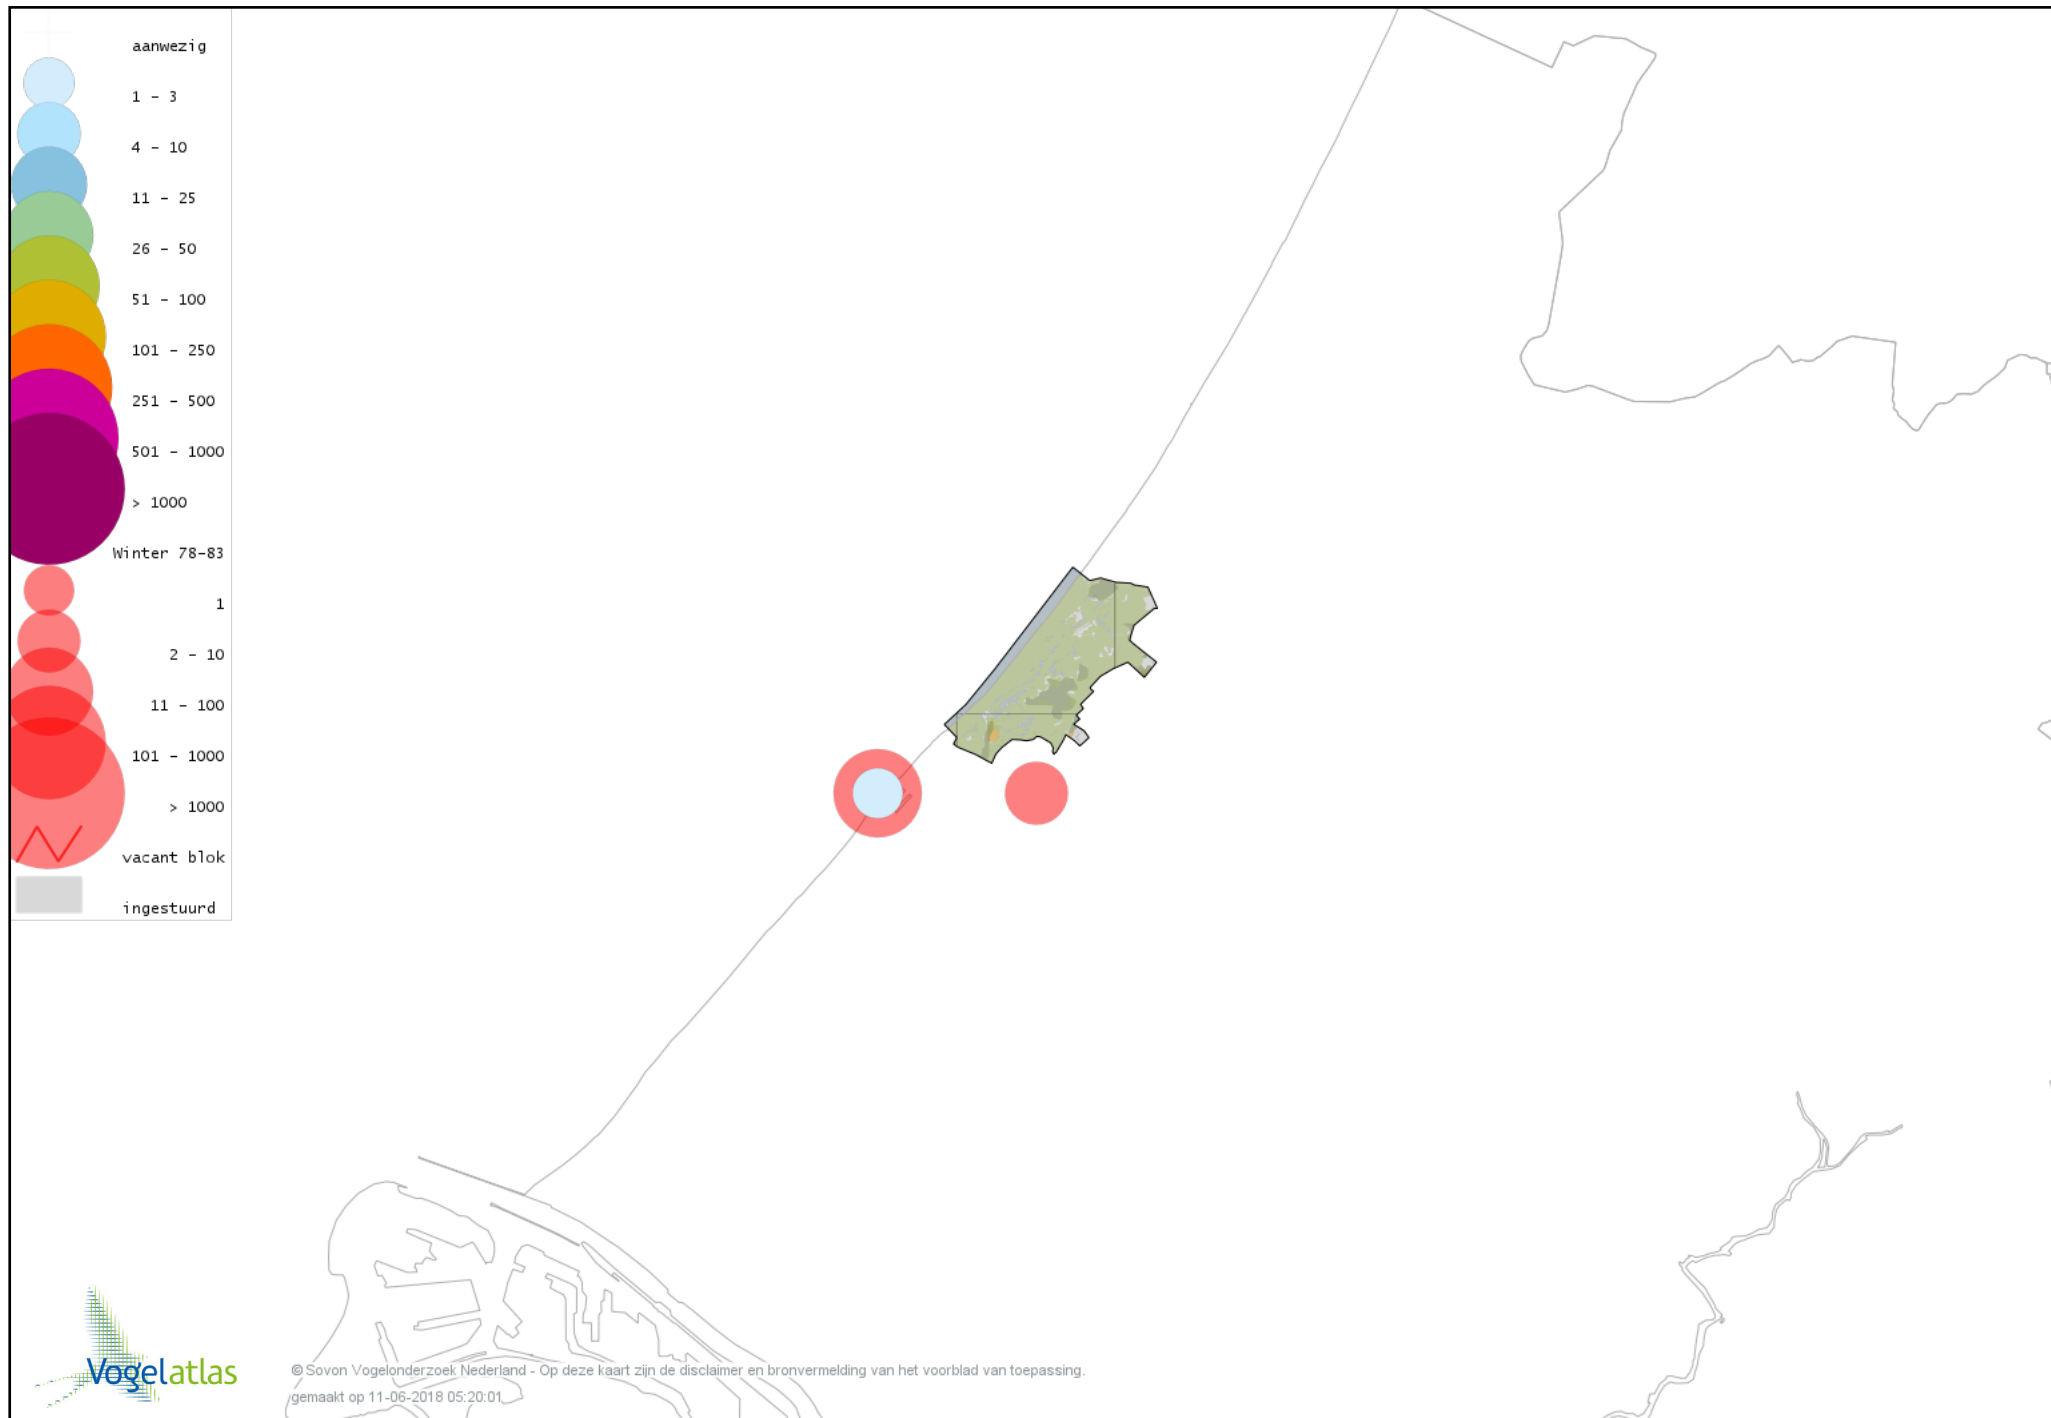 aanwezig
1 - 3
4 - 10
11 - 25
26 - 50
51 - 100
101 - 250
251 - 500
501 - 1000
> 1000
Winter 78-83
1
2 - 10
11 - 100
101 - 1000
> 1000
vacant blok
ingestuurd
Vogelatlas
© Sovon Vogelonderzoek Nederland - Op deze kaart zijn de disclaimer en bronvermelding van het voorblad van toepassing.
gemaakt op 11-06-2018 05:20:01